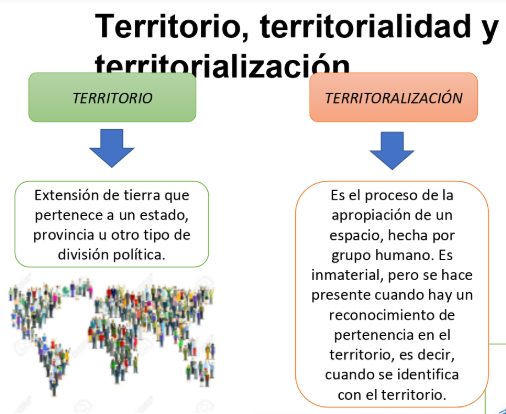 Territorio, territorialidad y
territorialización
TERRITORIO
Extensión de tierra que
pertenece a un estado,
provincia u otro tipo de
división política.
TERRITORALIZACIÓN
Es el proceso de la
apropiación de un
espacio, hecha por
grupo humano. Es
inmaterial, pero se hace
presente cuando hay un
reconocimiento de
pertenencia en el
territorio, es decir,
cuando se identifica
con el territorio.